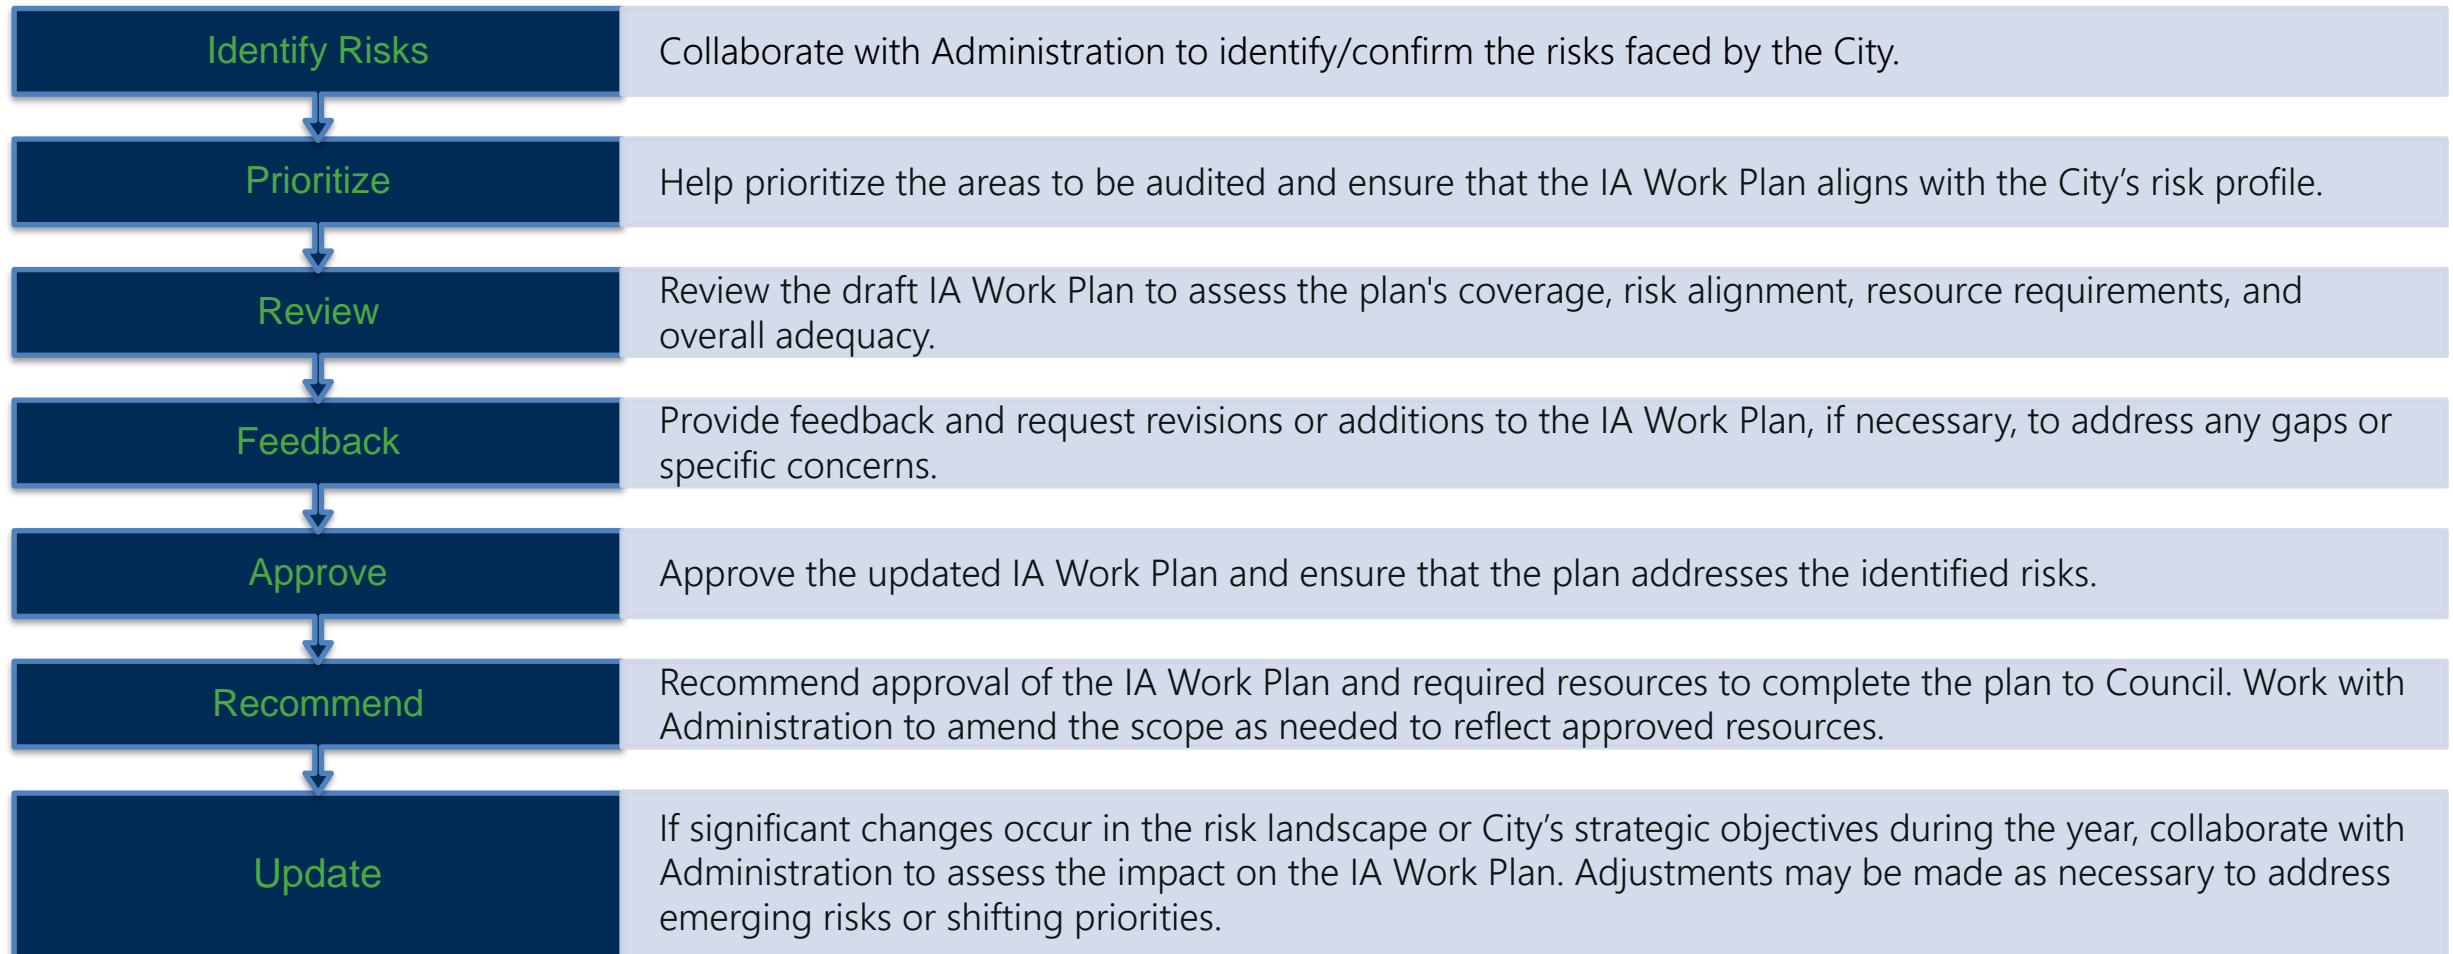 Identify Risks
Collaborate with Administration to identify/confirm the risks faced by the City.
Prioritize
Help prioritize the areas to be audited and ensure that the IA Work Plan aligns with the City’s risk profile.
Review
Review the draft IA Work Plan to assess the plan's coverage, risk alignment, resource requirements, and
overall adequacy.
Feedback
Provide feedback and request revisions or additions to the IA Work Plan, if necessary, to address any gaps or
specific concerns.
Approve
Approve the updated IA Work Plan and ensure that the plan addresses the identified risks.
Recommend
Recommend approval of the IA Work Plan and required resources to complete the plan to Council. Work with
Administration to amend the scope as needed to reflect approved resources.
Update
If significant changes occur in the risk landscape or City’s strategic objectives during the year, collaborate with
Administration to assess the impact on the IA Work Plan. Adjustments may be made as necessary to address
emerging risks or shifting priorities.